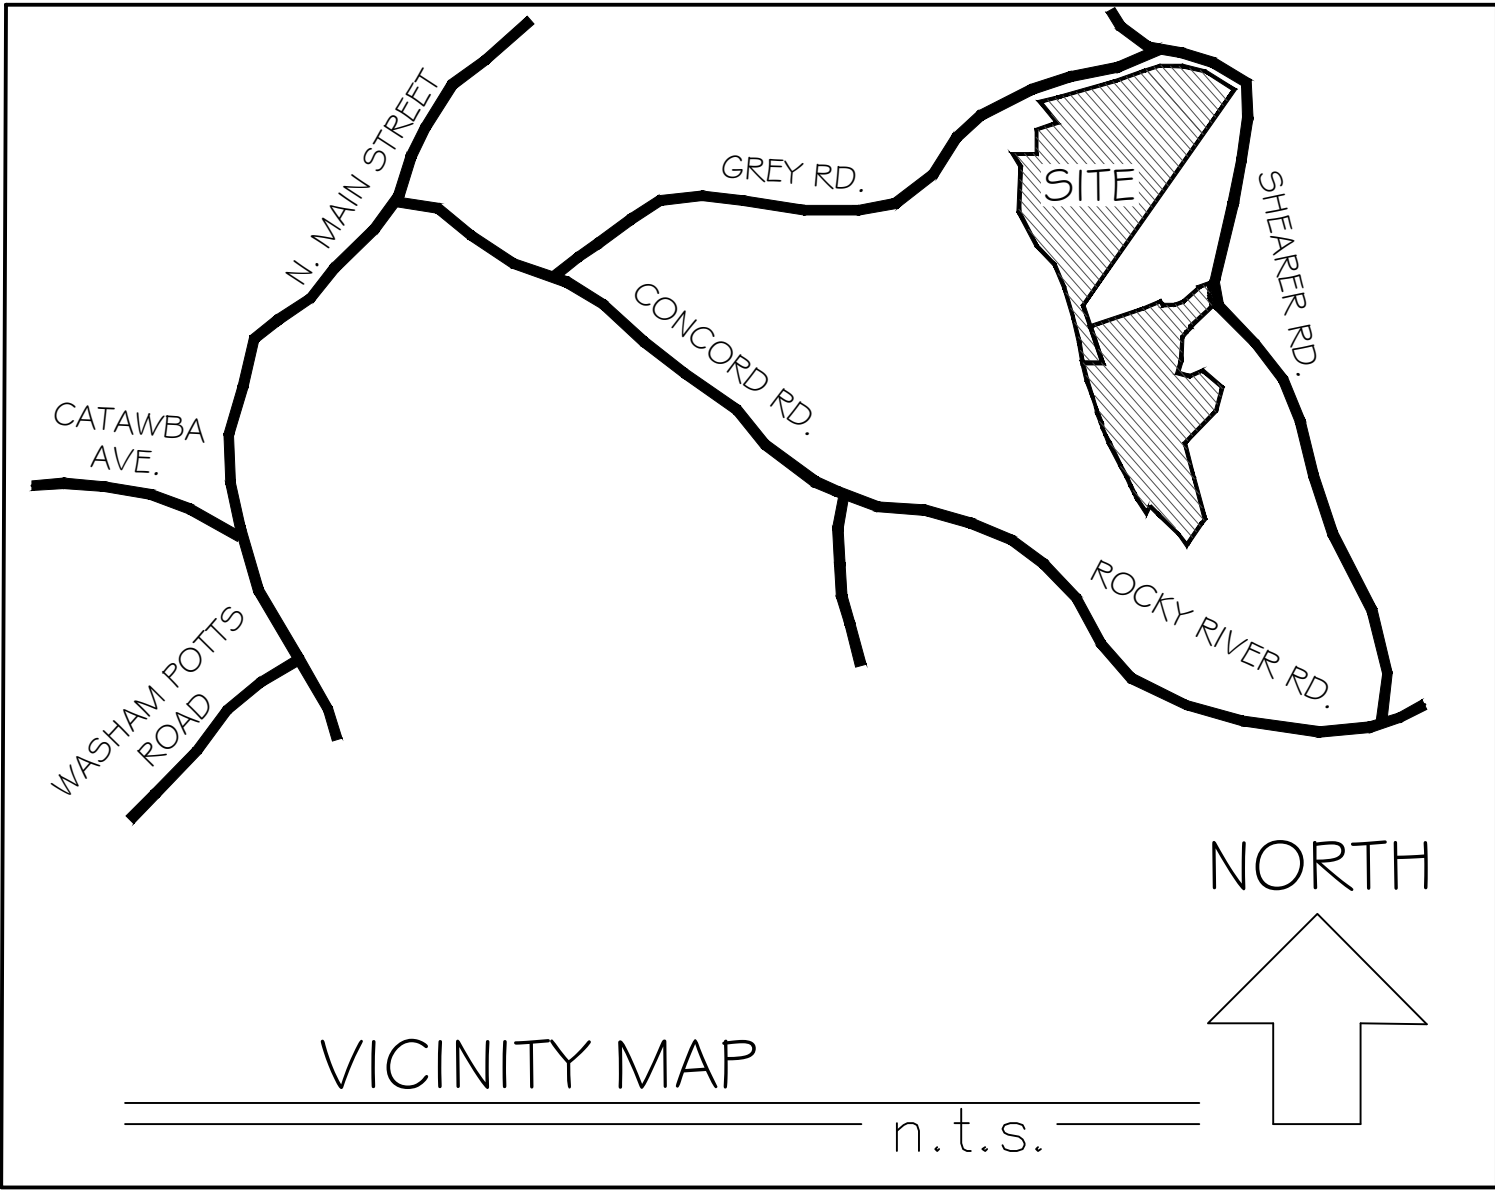 N. MAIN STREET
GREY RD.
SITE
SHEARER RD.
CONCORD RD.
CATAWBA
AVE.
ROCKY RIVER RD.
WASHAM POTTS
ROAD
NORTH
VICINITY MAP
n.t.s.